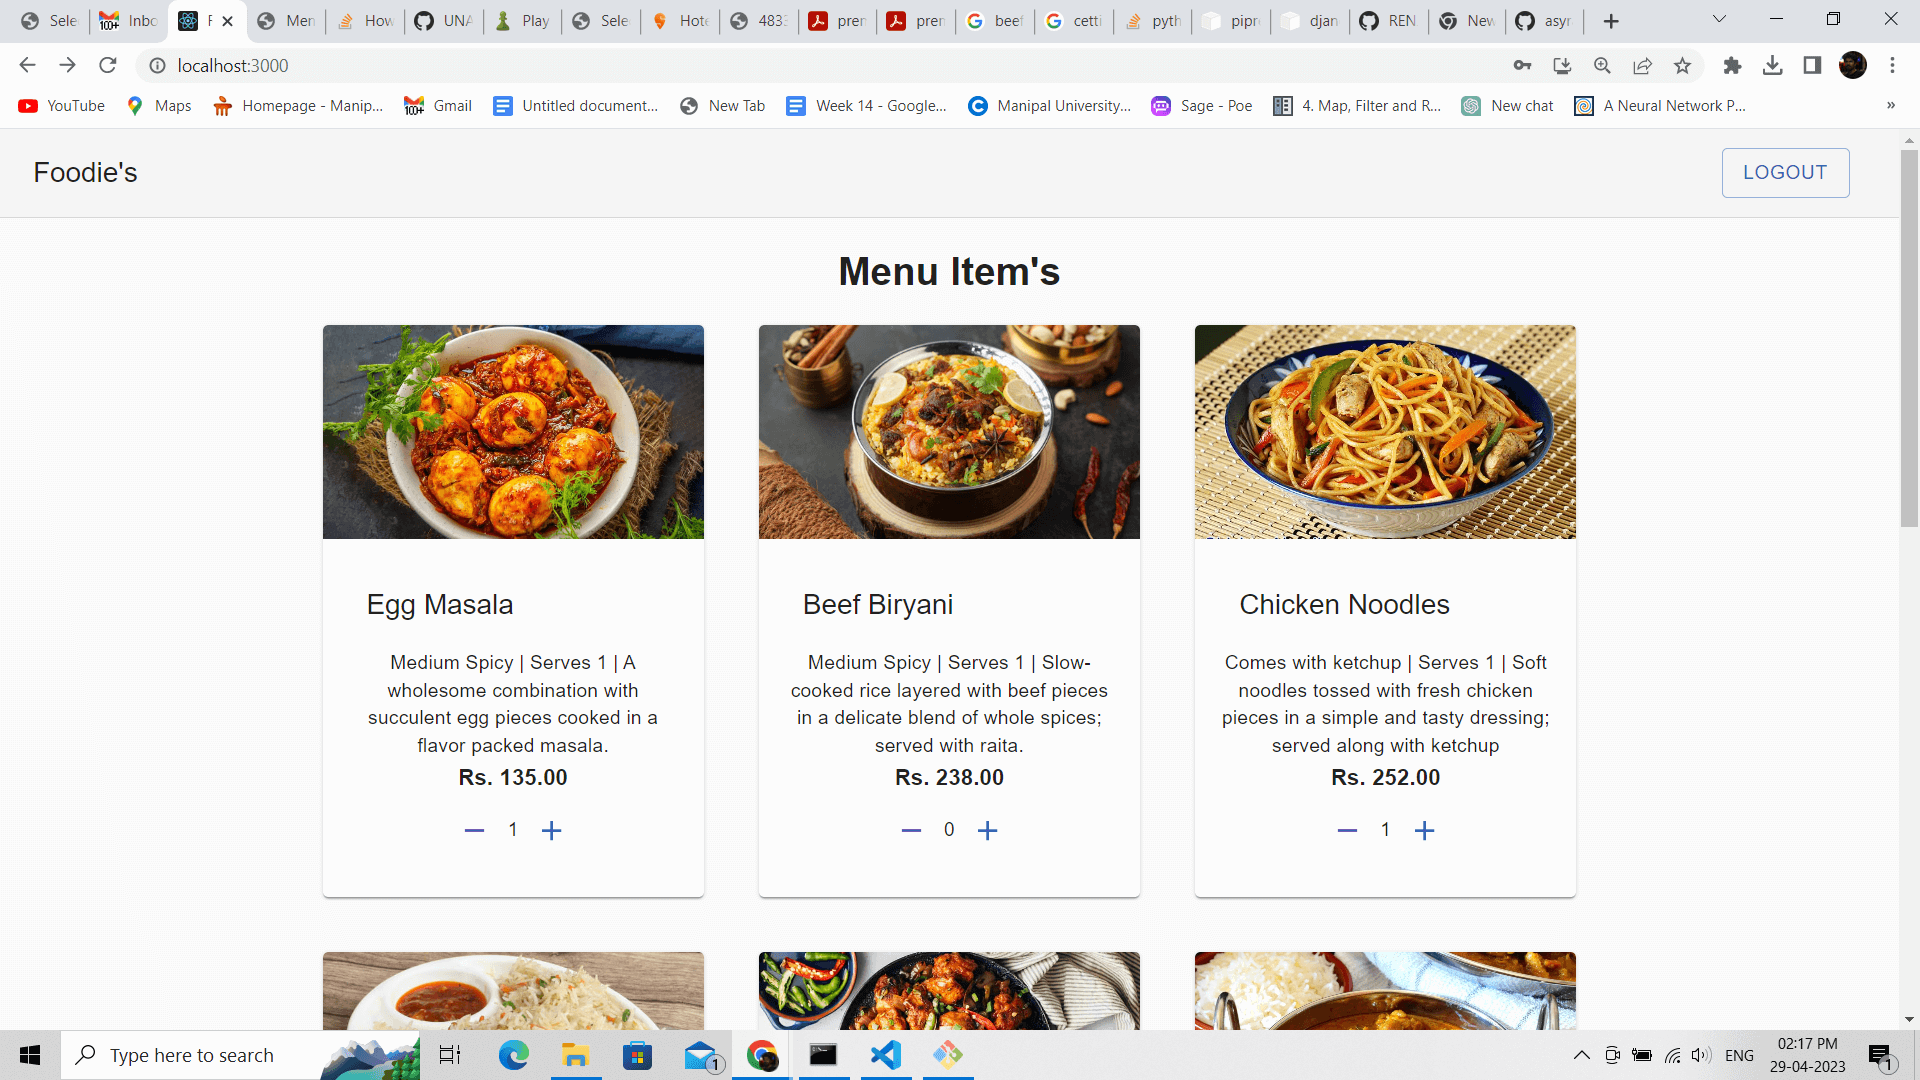 Sele
Inbo
F
Men
How
UNA
Play
Sele
Hote
4833
pren
pren
beef
cetti
pyth
pipr
djan
REN
New
asyn
localhost:3000
YouTube
Maps
Homepage - Manip...
Gmail
Untitled document...
New Tab
Week 14 - Google...
Manipal University...
Sage - Poe
4. Map, Filter and R...
New chat
A Neural Network P...
»
Foodie's
LOGOUT
Menu Item's
Egg Masala
Medium Spicy | Serves 1 | A
wholesome combination with
succulent egg pieces cooked in a
flavor packed masala.
Rs. 135.00
1
Beef Biryani
Medium Spicy | Serves 1 | Slow-
cooked rice layered with beef pieces
in a delicate blend of whole spices;
served with raita.
Rs. 238.00
0
Chicken Noodles
Comes with ketchup | Serves 1 | Soft
noodles tossed with fresh chicken
pieces in a simple and tasty dressing;
served along with ketchup
Rs. 252.00
1
Type here to search
1
ENG
02:17 PM
29-04-2023
1